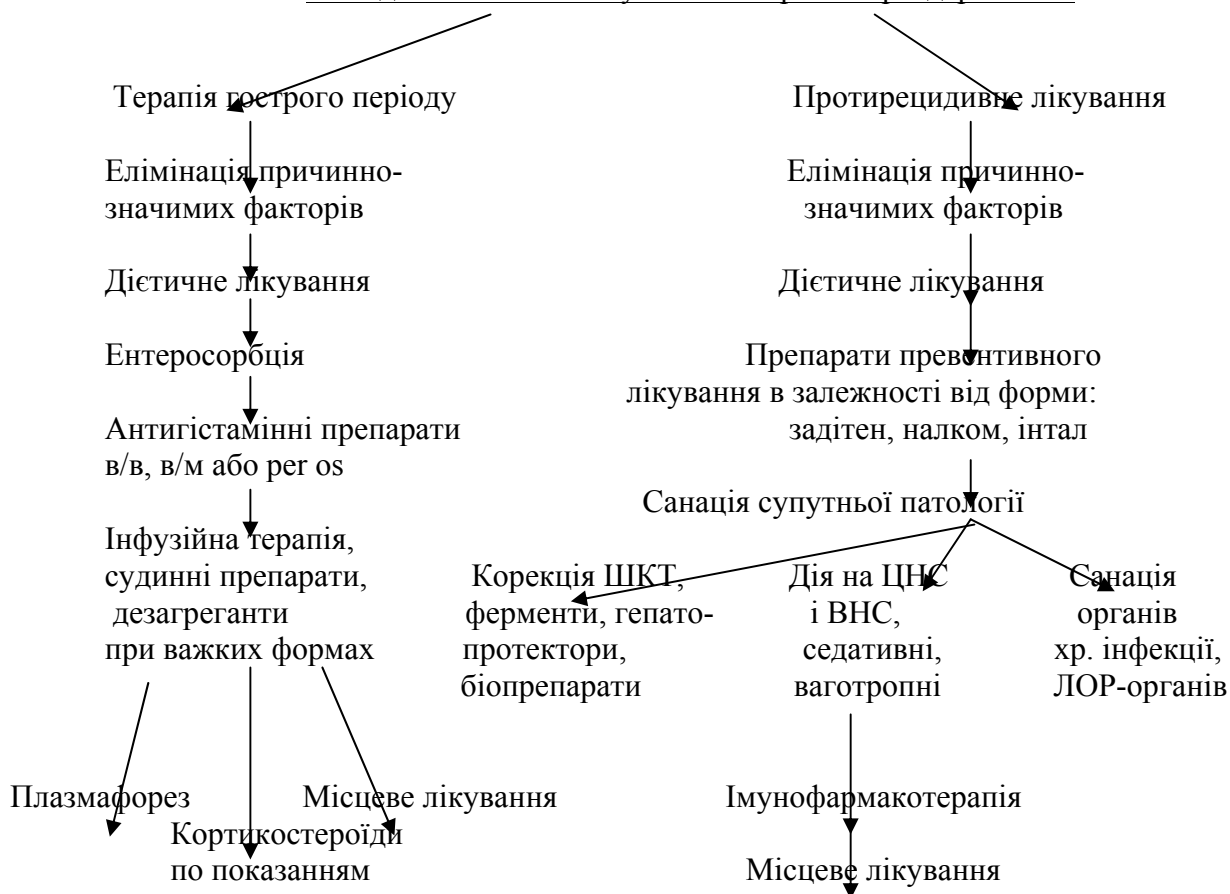 Терапія гострого періоду
Протирецидивне лікування
Елімінація причинно-
значимих факторів
Елімінація причинно-
значимих факторів
Дієтичне лікування
Дієтичне лікування
Ентеросорбція
Препарати превентивного
лікування в залежності від форми:
задітен, налком, інтал
Антигістамінні препарати
в/в, в/м або per os
Санація супутньої патології
Інфузійна терапія,
судинні препарати,
дезагреганти
при важких формах
Корекція ШКТ,
ферменти, гепато-
протектори,
біопрепарати
Дія на ЦНС
і ВНС,
седативні,
ваготропні
Санація
органів
хр. інфекції,
ЛОР-органів
Плазмафорез
Місцеве лікування
Кортикостероїди
по показанням
Імунофармакотерапія
Місцеве лікування